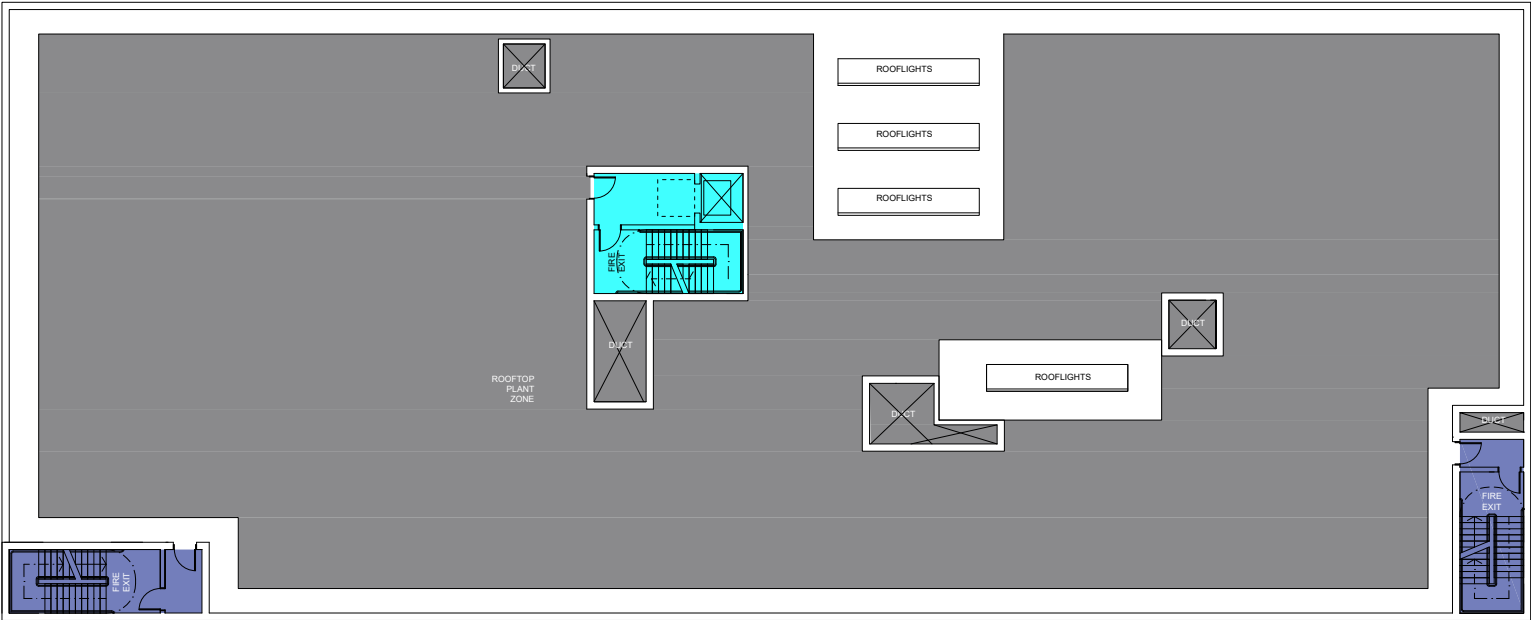 DUCT
ROOFLIGHTS
ROOFLIGHTS
ROOFLIGHTS
FIRE
EXIT
DUCT
DUCT
ROOFTOP
PLANT
ZONE
ROOFLIGHTS
DUCT
DUCT
FIRE
EXIT
FIRE
EXIT